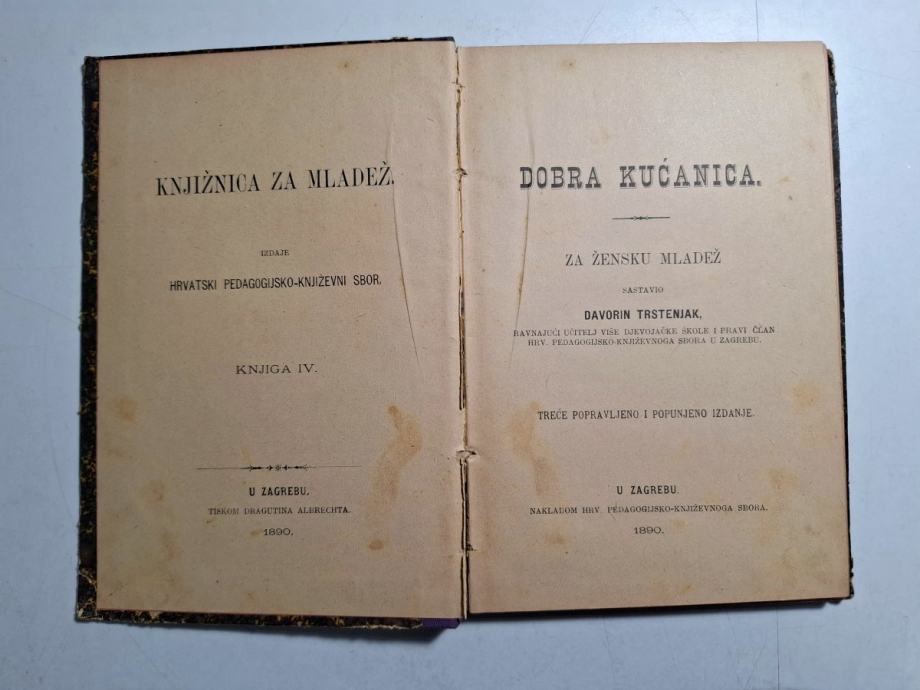 KNJIŽNICA ZA MLADEŽ.
IZDAJE
HRVATSKI PEDAGOGIJSKO-KNJIŽEVNI SBOR.
KNJIGA IV.
U ZAGREBU.
TISKOM DRAGUTINA ALBRECHTA.
1890.
DOBRA KUĆANICA.
ZA ŽENSKU MLADEŽ
SASTAVIO
DAVORIN TRSTENJAK,
RAVNAJUĆI UČITELJ VIŠE DJEVOJAČKE ŠKOLE I PRAVI ČLAN
HRV. PEDAGOGIJSKO-KNJIŽEVNOGA SBORA U ZAGREBU.
TREĆE POPRAVLJENO I POPUNJENO IZDANJE.
U ZAGREBU.
NAKLADOM HRV. PEDAGOGIJSKO-KNJIŽEVNOGA SBORA.
1890.